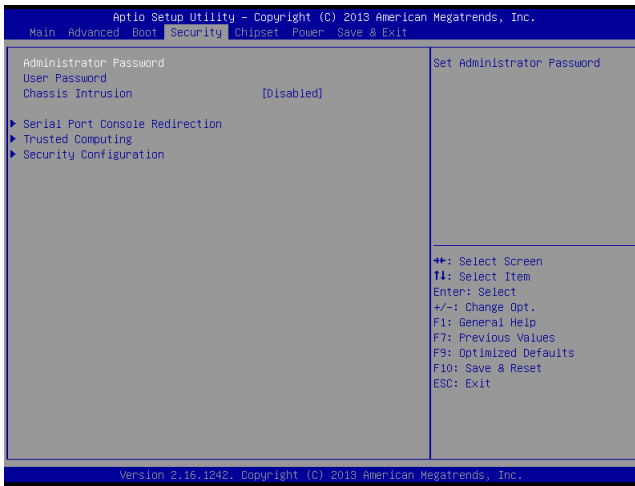 Aptio Setup Utility – Copyright (C) 2013 American Megatrends, Inc.
Main Advanced Boot Security Chipset Power Save & Exit
Administrator Password
User Password
Chassis Intrusion [Disabled]
Serial Port Console Redirection
Trusted Computing
Security Configuration
Set Administrator Password
→←: Select Screen
↑↓: Select Item
Enter: Select
+/-: Change Opt.
F1: General Help
F7: Previous Values
F9: Optimized Defaults
F10: Save & Reset
ESC: Exit
Version 2.16.1242. Copyright (C) 2013 American Megatrends, Inc.